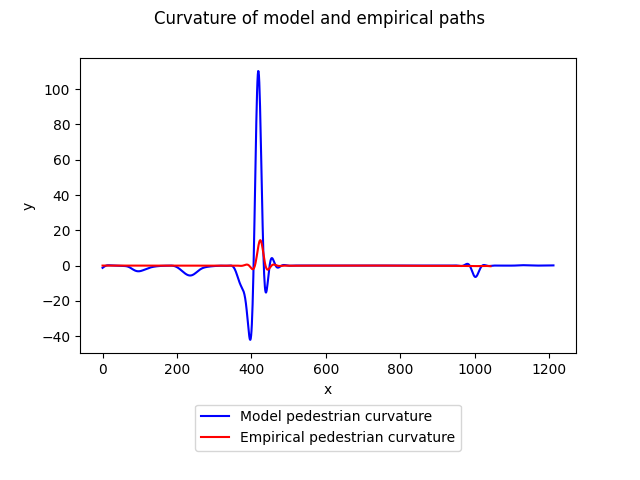 Curvature of model and empirical paths
100
80
60
40
20
0
−20
−40
y
0 200 400 600 800 1000 1200
x
Model pedestrian curvature
Empirical pedestrian curvature